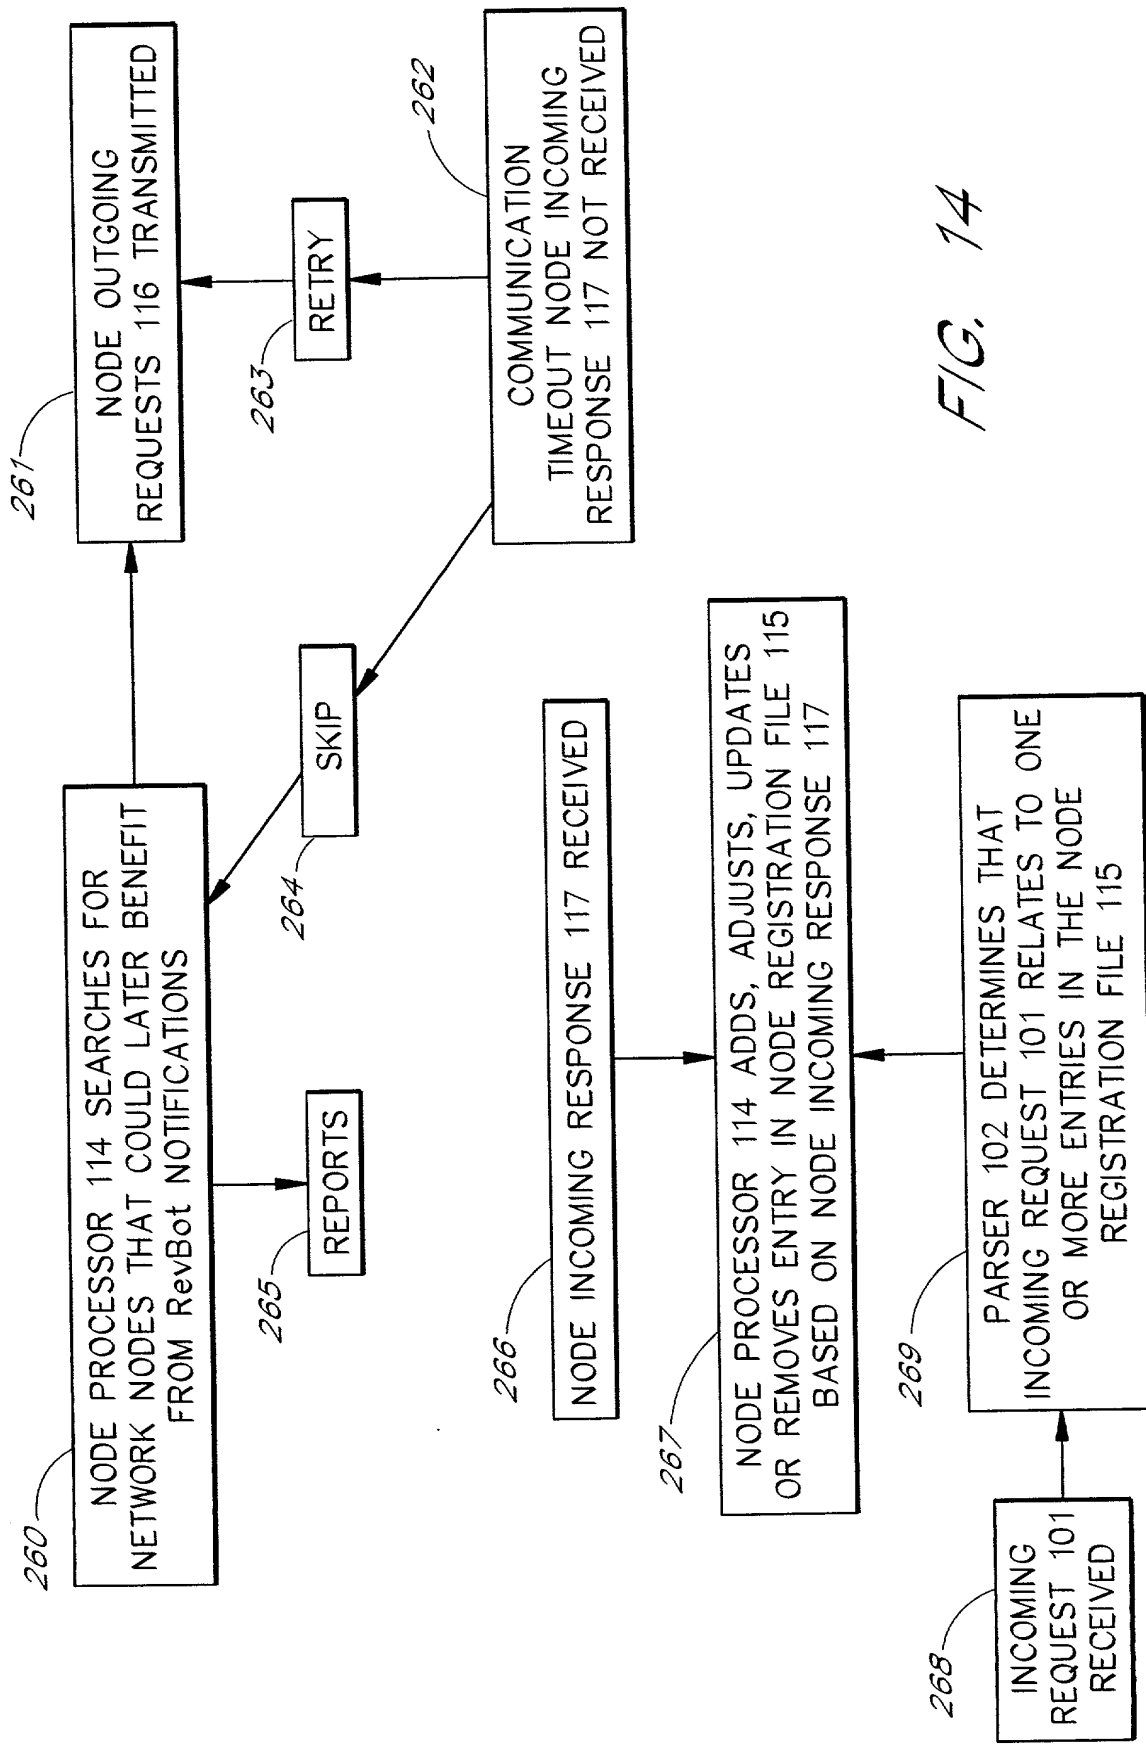 260
NODE PROCESSOR 114 SEARCHES FOR
NETWORK NODES THAT COULD LATER BENEFIT
FROM RevBot NOTIFICATIONS
261
NODE OUTGOING
REQUESTS 116 TRANSMITTED
265
REPORTS
264
SKIP
263
RETRY
262
COMMUNICATION
TIMEOUT NODE INCOMING
RESPONSE 117 NOT RECEIVED
266
NODE INCOMING RESPONSE 117 RECEIVED
267
NODE PROCESSOR 114 ADDS, ADJUSTS, UPDATES
OR REMOVES ENTRY IN NODE REGISTRATION FILE 115
BASED ON NODE INCOMING RESPONSE 117
268
INCOMING
REQUEST 101
RECEIVED
269
PARSER 102 DETERMINES THAT
INCOMING REQUEST 101 RELATES TO ONE
OR MORE ENTRIES IN THE NODE
REGISTRATION FILE 115
FIG. 14